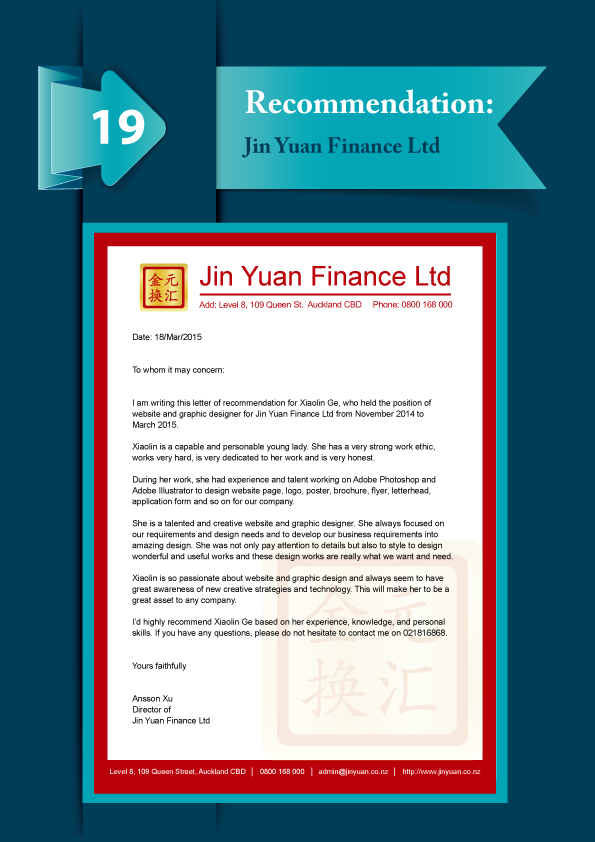 19
Recommendation:
Jin Yuan Finance Ltd
金元
换汇
Jin Yuan Finance Ltd
Add: Level 8, 109 Queen St. Auckland CBD Phone: 0800 168 000
Date: 18/Mar/2015
To whom it may concern:
I am writing this letter of recommendation for Xiaolin Ge, who held the position of
website and graphic designer for Jin Yuan Finance Ltd from November 2014 to
March 2015.
Xiaolin is a capable and personable young lady. She has a very strong work ethic,
works very hard, is very dedicated to her work and is very honest.
During her work, she had experience and talent working on Adobe Photoshop and
Adobe Illustrator to design website page, logo, poster, brochure, flyer, letterhead,
application form and so on for our company.
She is a talented and creative website and graphic designer. She always focused on
our requirements and design needs and to develop our business requirements into
amazing design. She was not only pay attention to details but also to style to design
wonderful and useful works and these design works are really what we want and need.
Xiaolin is so passionate about website and graphic design and always seem to have
great awareness of new creative strategies and technology. This will make her to be a
great asset to any company.
I'd highly recommend Xiaolin Ge based on her experience, knowledge, and personal
skills. If you have any questions, please do not hesitate to contact me on 021816868.
Yours faithfully
Ansson Xu
Director of
Jin Yuan Finance Ltd
金元
换汇
Level 8, 109 Queen Street, Auckland CBD | 0800 168 000 | admin@jinyuan.co.nz | http://www.jinyuan.co.nz